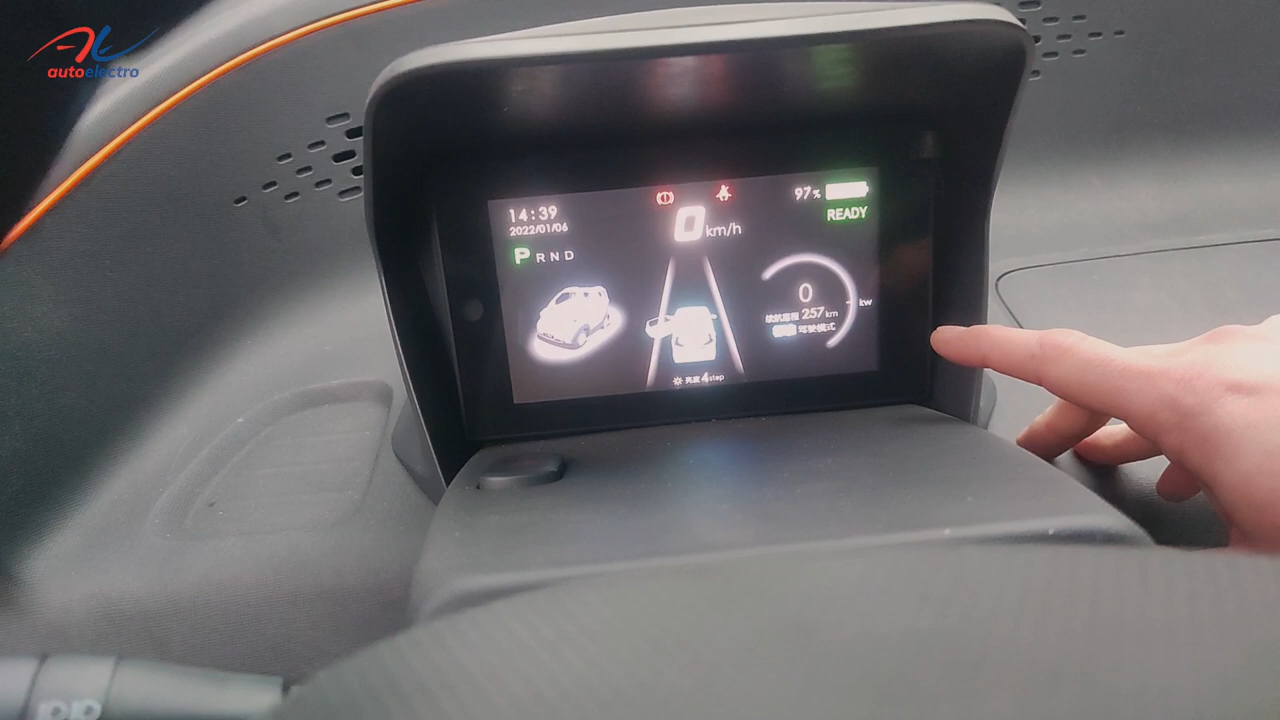 autoelectro
14:39
2022/01/06
97%
READY
0 km/h
P R N D
0
kw
续航里程 257 km
驾驶模式
亮度 4 step